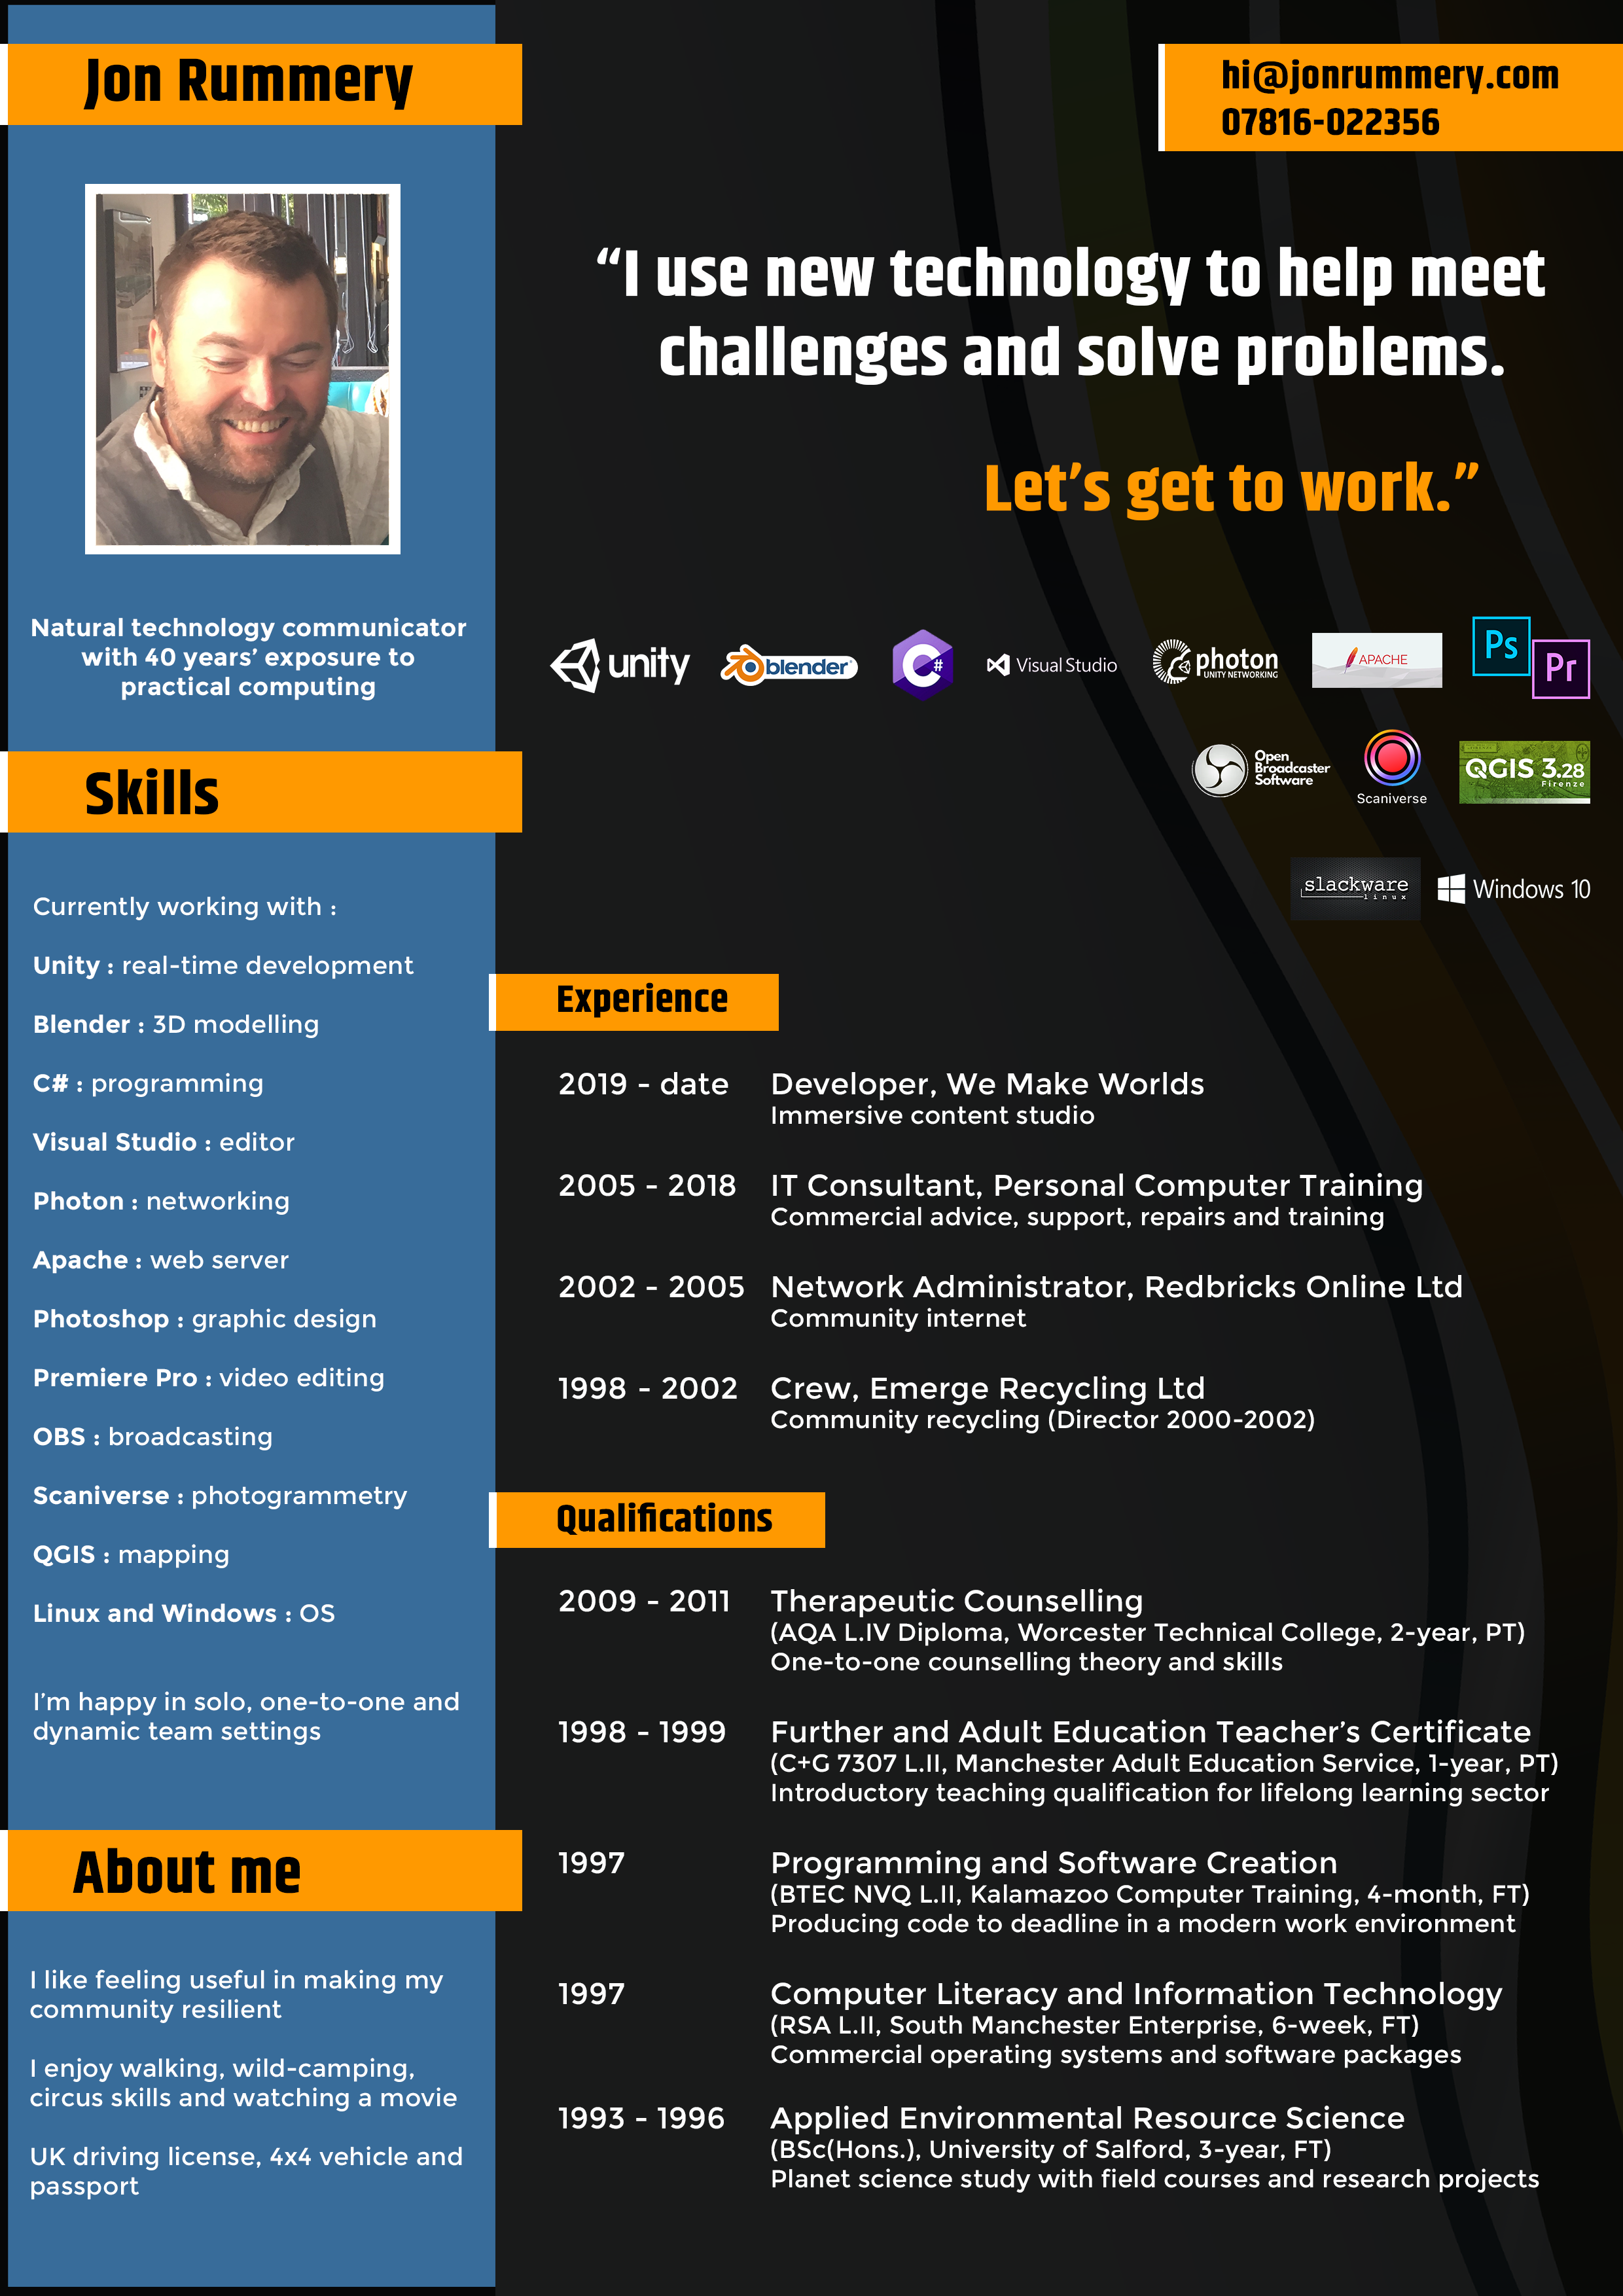 Jon Rummery
hi@jonrummery.com
07816-022356
“I use new technology to help meet
challenges and solve problems.
Let’s get to work.”
Natural technology communicator
with 40 years’ exposure to
practical computing
unity
blender
C#
Visual Studio
photon
UNITY NETWORKING
APACHE
Ps
Pr
Open
Broadcaster
Software
Scaniverse
QGIS 3.28
Firenze
slackware
linux
Windows 10
Skills
Currently working with :
Unity : real-time development
Blender : 3D modelling
C# : programming
Visual Studio : editor
Photon : networking
Apache : web server
Photoshop : graphic design
Premiere Pro : video editing
OBS : broadcasting
Scaniverse : photogrammetry
QGIS : mapping
Linux and Windows : OS
I’m happy in solo, one-to-one and
dynamic team settings
About me
I like feeling useful in making my
community resilient
I enjoy walking, wild-camping,
circus skills and watching a movie
UK driving license, 4x4 vehicle and
passport
Experience
2019 - date Developer, We Make Worlds
Immersive content studio
2005 - 2018 IT Consultant, Personal Computer Training
Commercial advice, support, repairs and training
2002 - 2005 Network Administrator, Redbricks Online Ltd
Community internet
1998 - 2002 Crew, Emerge Recycling Ltd
Community recycling (Director 2000-2002)
Qualifications
2009 - 2011 Therapeutic Counselling
(AQA L.IV Diploma, Worcester Technical College, 2-year, PT)
One-to-one counselling theory and skills
1998 - 1999 Further and Adult Education Teacher’s Certificate
(C+G 7307 L.II, Manchester Adult Education Service, 1-year, PT)
Introductory teaching qualification for lifelong learning sector
1997 Programming and Software Creation
(BTEC NVQ L.II, Kalamazoo Computer Training, 4-month, FT)
Producing code to deadline in a modern work environment
1997 Computer Literacy and Information Technology
(RSA L.II, South Manchester Enterprise, 6-week, FT)
Commercial operating systems and software packages
1993 - 1996 Applied Environmental Resource Science
(BSc(Hons.), University of Salford, 3-year, FT)
Planet science study with field courses and research projects